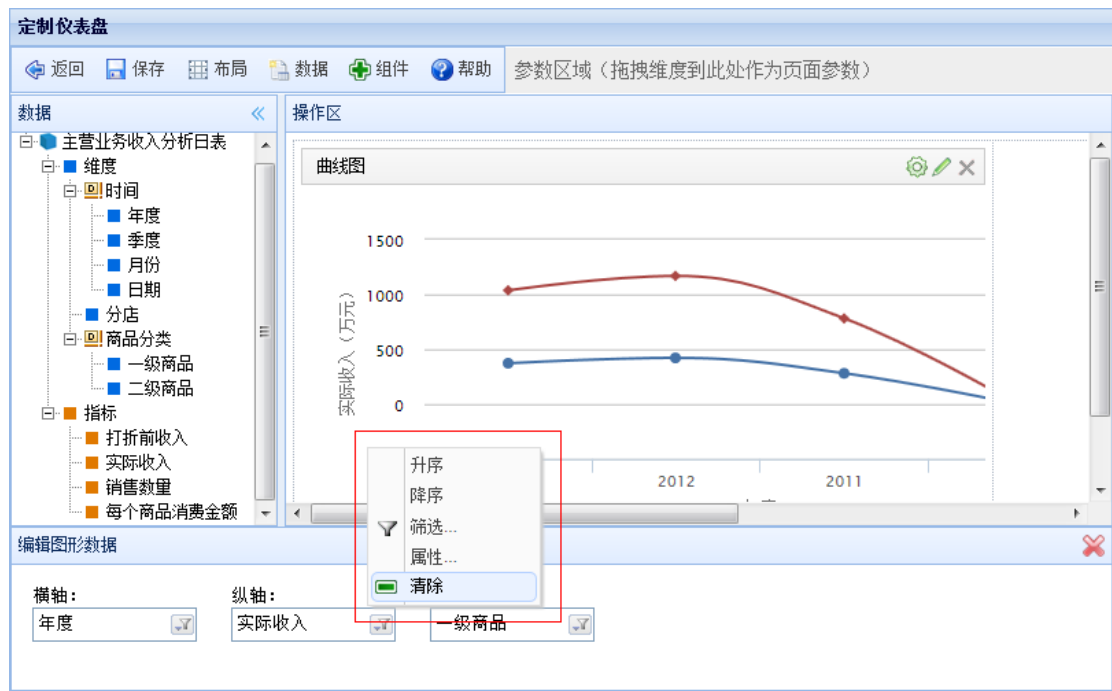 定制仪表盘
返回 保存 布局 数据 组件 帮助 参数区域（拖拽维度到此处作为页面参数）
数据
操作区
主营业务收入分析日表
维度
时间
年度
季度
月份
日期
分店
商品分类
一级商品
二级商品
指标
打折前收入
实际收入
销售数量
每个商品消费金额
曲线图
1500
1000
500
0
实际收入（万元）
2012 2011
升序
降序
筛选...
属性...
清除
编辑图形数据
横轴：
纵轴：
年度
实际收入
一级商品